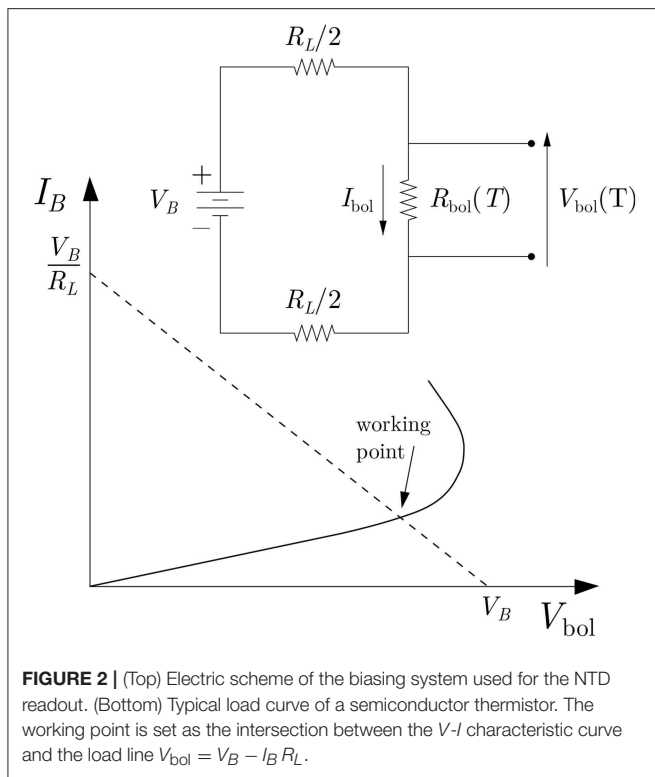 R_L/2
+
V_B
−
I_bol
R_bol(T)
V_bol(T)
R_L/2
I_B
V_B
R_L
working
point
V_B
V_bol
FIGURE 2 | (Top) Electric scheme of the biasing system used for the NTD
readout. (Bottom) Typical load curve of a semiconductor thermistor. The
working point is set as the intersection between the V-I characteristic curve
and the load line V_bol = V_B − I_B R_L.